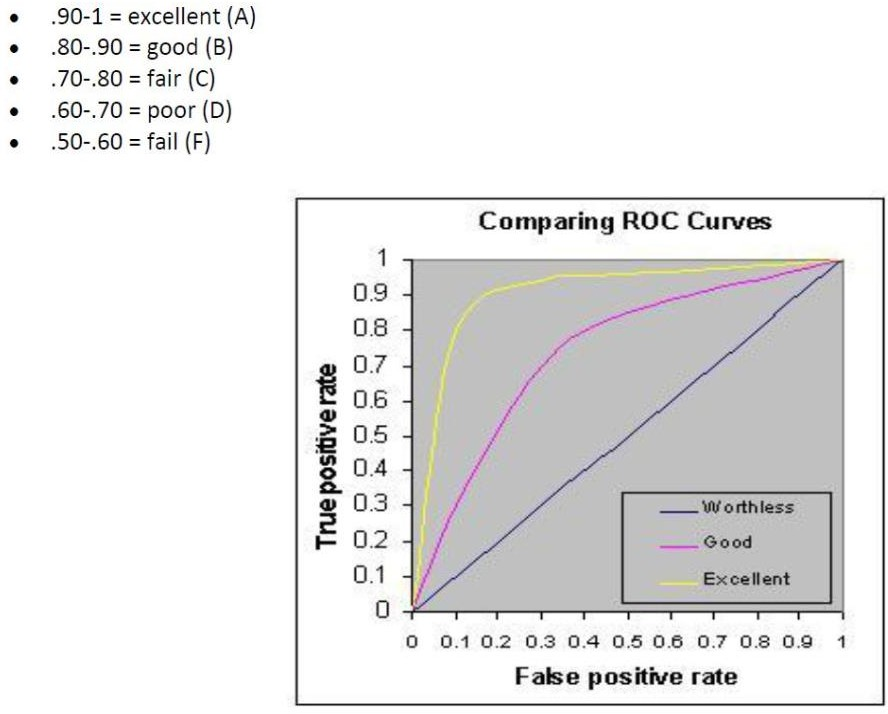 • .90-1 = excellent (A)
• .80-.90 = good (B)
• .70-.80 = fair (C)
• .60-.70 = poor (D)
• .50-.60 = fail (F)
Comparing ROC Curves
1
0.9
0.8
0.7
0.6
0.5
0.4
0.3
0.2
0.1
0
True positive rate
Worthless
Good
Excellent
0 0.1 0.2 0.3 0.4 0.5 0.6 0.7 0.8 0.9 1
False positive rate